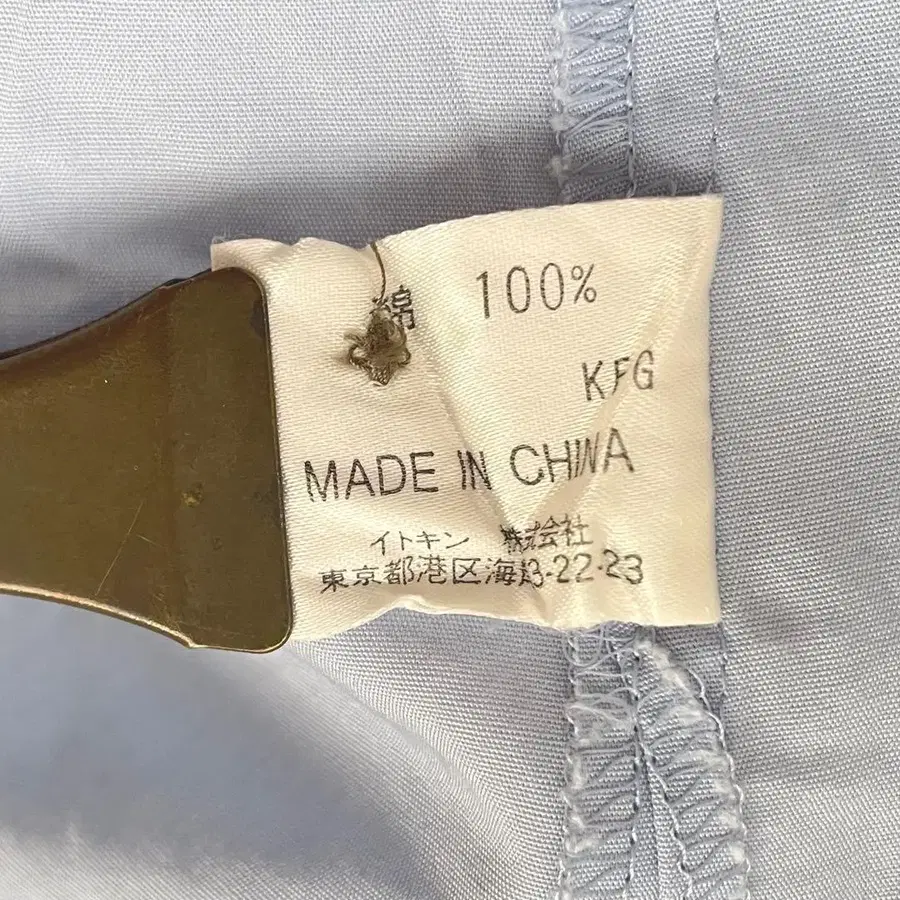 綿 100%
KFG
MADE IN CHINA
イトキン 株式会社
東京都港区海 3-22-23